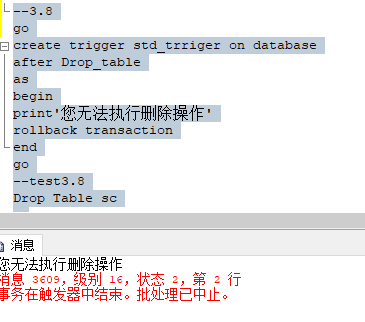 --3.8
go
create trigger std_trriger on database
after Drop_table
as
begin
print'您无法执行删除操作'
rollback transaction
end
go
--test3.8
Drop Table sc
消息
您无法执行删除操作
消息 3609，级别 16，状态 2，第 2 行
事务在触发器中结束。批处理已中止。